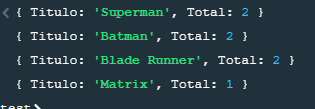 < { Titulo: 'Superman', Total: 2 }
{ Titulo: 'Batman', Total: 2 }
{ Titulo: 'Blade Runner', Total: 2 }
{ Titulo: 'Matrix', Total: 1 }